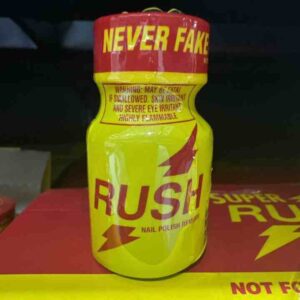 NEVER FAKE
WARNING: MAY BE FATAL
IF SWALLOWED, SKIN IRRITANT
AND SEVERE EYE IRRITANT.
HIGHLY FLAMMABLE
RUSH
NAIL POLISH
SUPER
RU
NOT FO